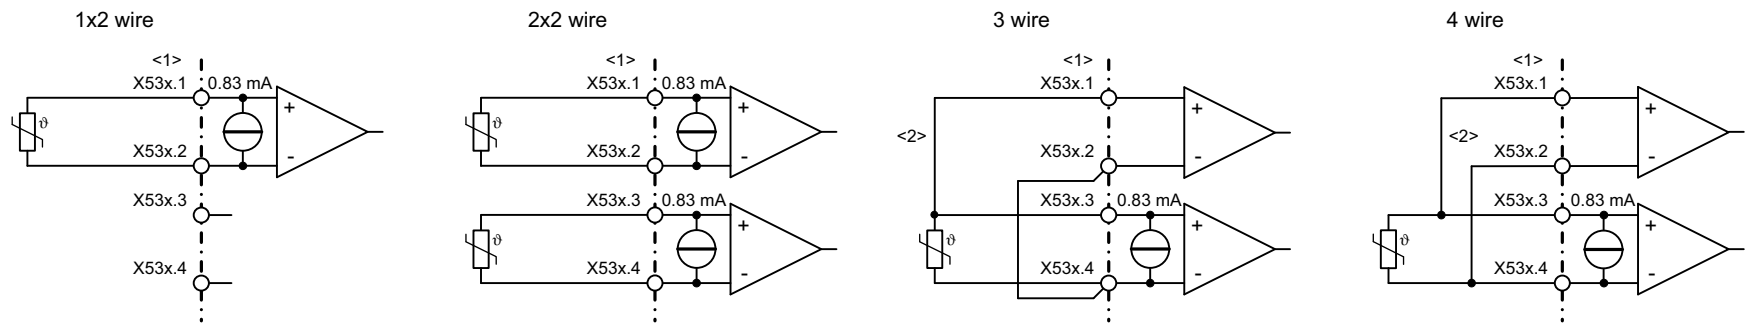 1x2 wire
<1>
X53x.1 0.83 mA
+
ϑ
X53x.2
-
X53x.3
X53x.4
2x2 wire
<1>
X53x.1 0.83 mA
+
ϑ
X53x.2
-
X53x.3 0.83 mA
+
ϑ
X53x.4
-
3 wire
<1>
X53x.1
+
<2>
X53x.2
-
X53x.3 0.83 mA
+
ϑ
X53x.4
-
4 wire
<1>
X53x.1
+
<2>
X53x.2
-
X53x.3 0.83 mA
+
ϑ
X53x.4
-